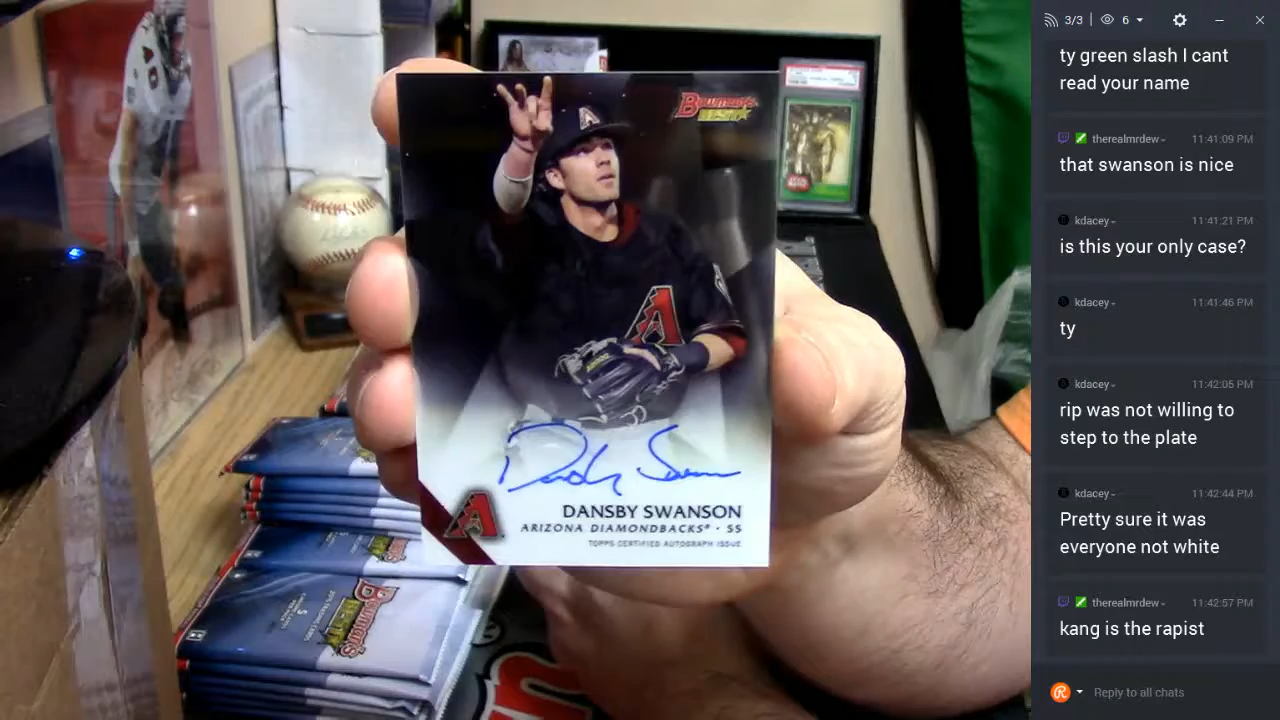 BOWMAN'S
BEST
Dansby Swanson
DANSBY SWANSON
ARIZONA DIAMONDBACKS® · SS
TOPPS CERTIFIED AUTOGRAPH ISSUE
BOWMAN'S
BEST
5
3/3
6
ty green slash I cant
read your name
therealmrdew
11:41:09 PM
that swanson is nice
kdacey
11:41:21 PM
is this your only case?
kdacey
11:41:46 PM
ty
kdacey
11:42:05 PM
rip was not willing to
step to the plate
kdacey
11:42:44 PM
Pretty sure it was
everyone not white
therealmrdew
11:42:57 PM
kang is the rapist
Reply to all chats